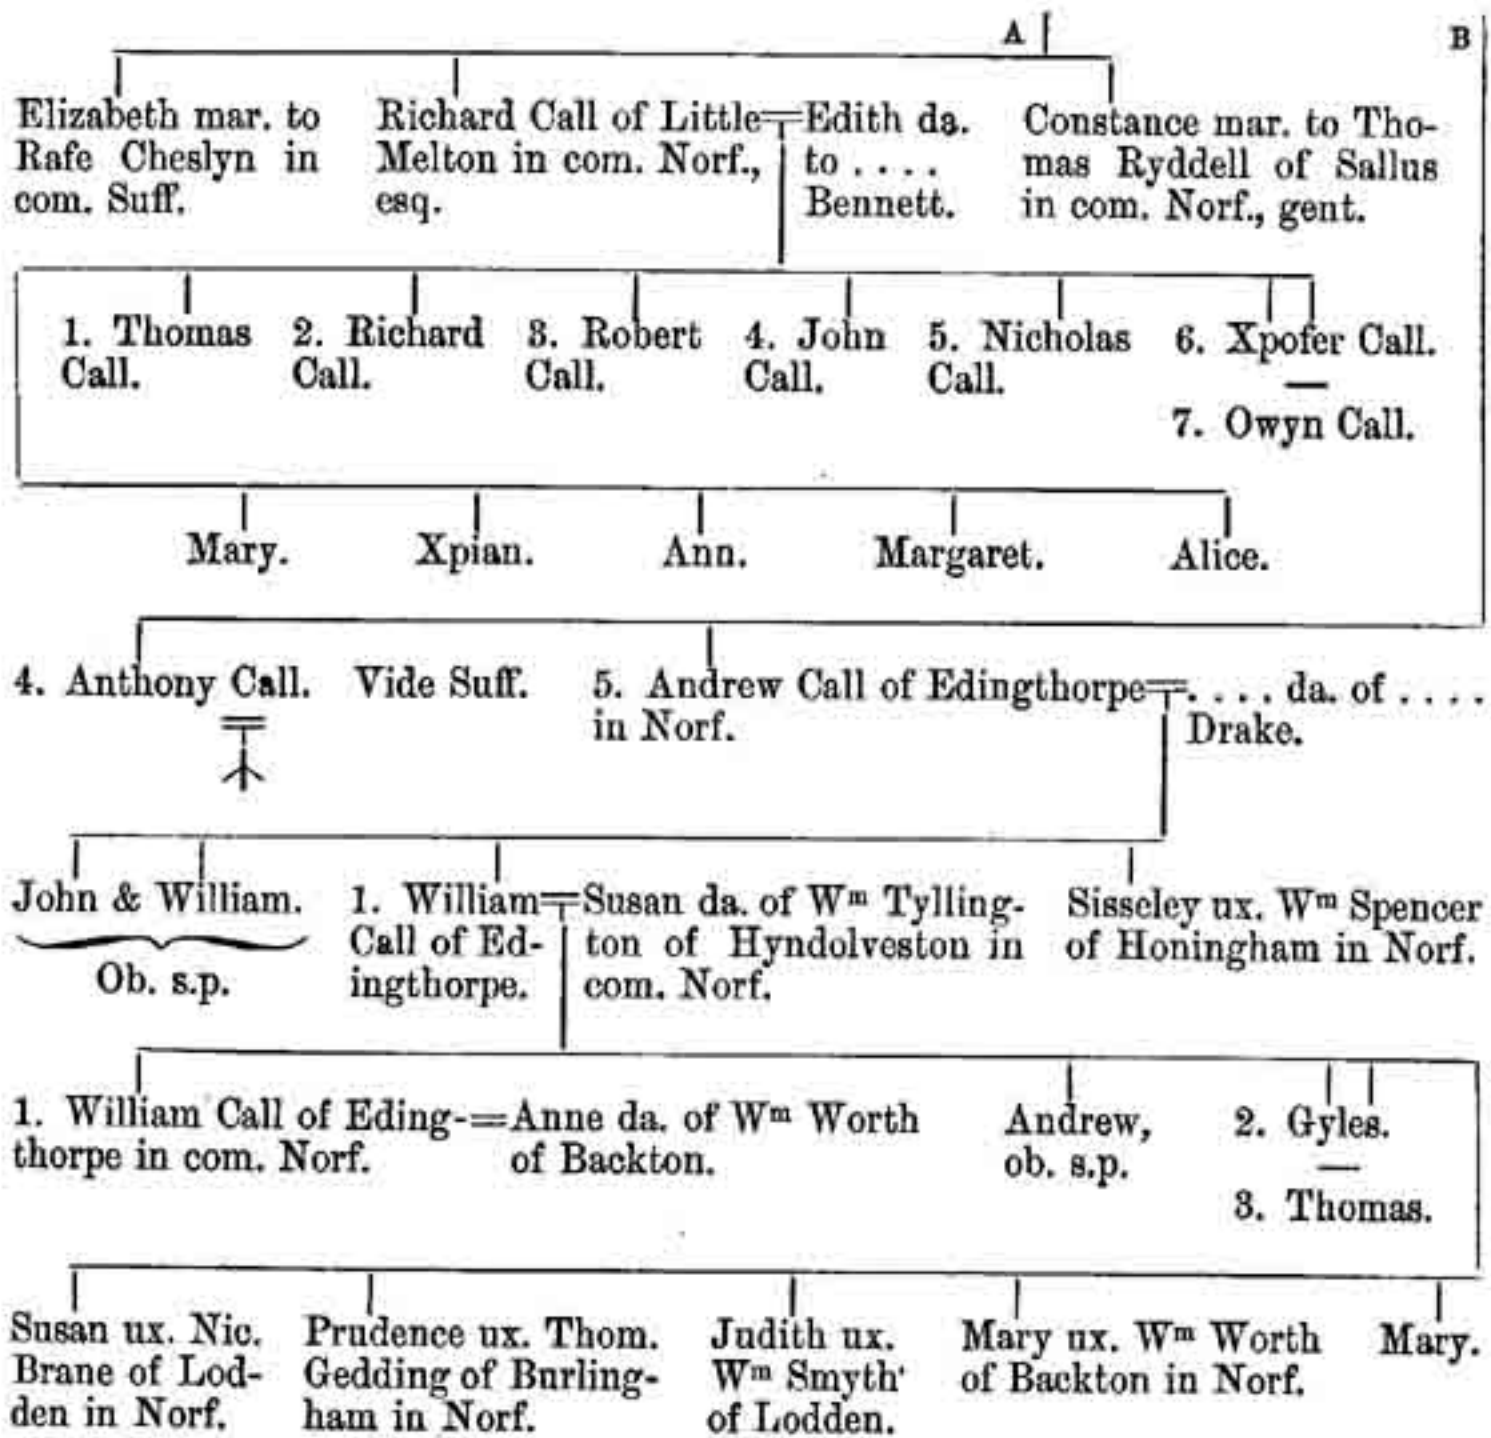 A B
Elizabeth mar. to
Rafe Cheslyn in
com. Suff.
Richard Call of Little
Melton in com. Norf.,
esq.
Edith da.
to . . . .
Bennett.
Constance mar. to Tho-
mas Ryddell of Sallus
in com. Norf., gent.
1. Thomas
Call.
2. Richard
Call.
3. Robert
Call.
4. John
Call.
5. Nicholas
Call.
6. Xpofer Call.
—
7. Owyn Call.
Mary. Xpian. Ann. Margaret. Alice.
4. Anthony Call. Vide Suff.
5. Andrew Call of Edingthorpe
in Norf.
. . . . da. of . . . .
Drake.
John & William.
Ob. s.p.
1. William
Call of Ed-
ingthorpe.
Susan da. of Wᵐ Tylling-
ton of Hyndolveston in
com. Norf.
Sisseley ux. Wᵐ Spencer
of Honingham in Norf.
1. William Call of Eding-
thorpe in com. Norf.
Anne da. of Wᵐ Worth
of Backton.
Andrew,
ob. s.p.
2. Gyles.
—
3. Thomas.
Susan ux. Nic.
Brane of Lod-
den in Norf.
Prudence ux. Thom.
Gedding of Bnrling-
ham in Norf.
Judith ux.
Wᵐ Smyth
of Lodden.
Mary ux. Wᵐ Worth
of Backton in Norf.
Mary.